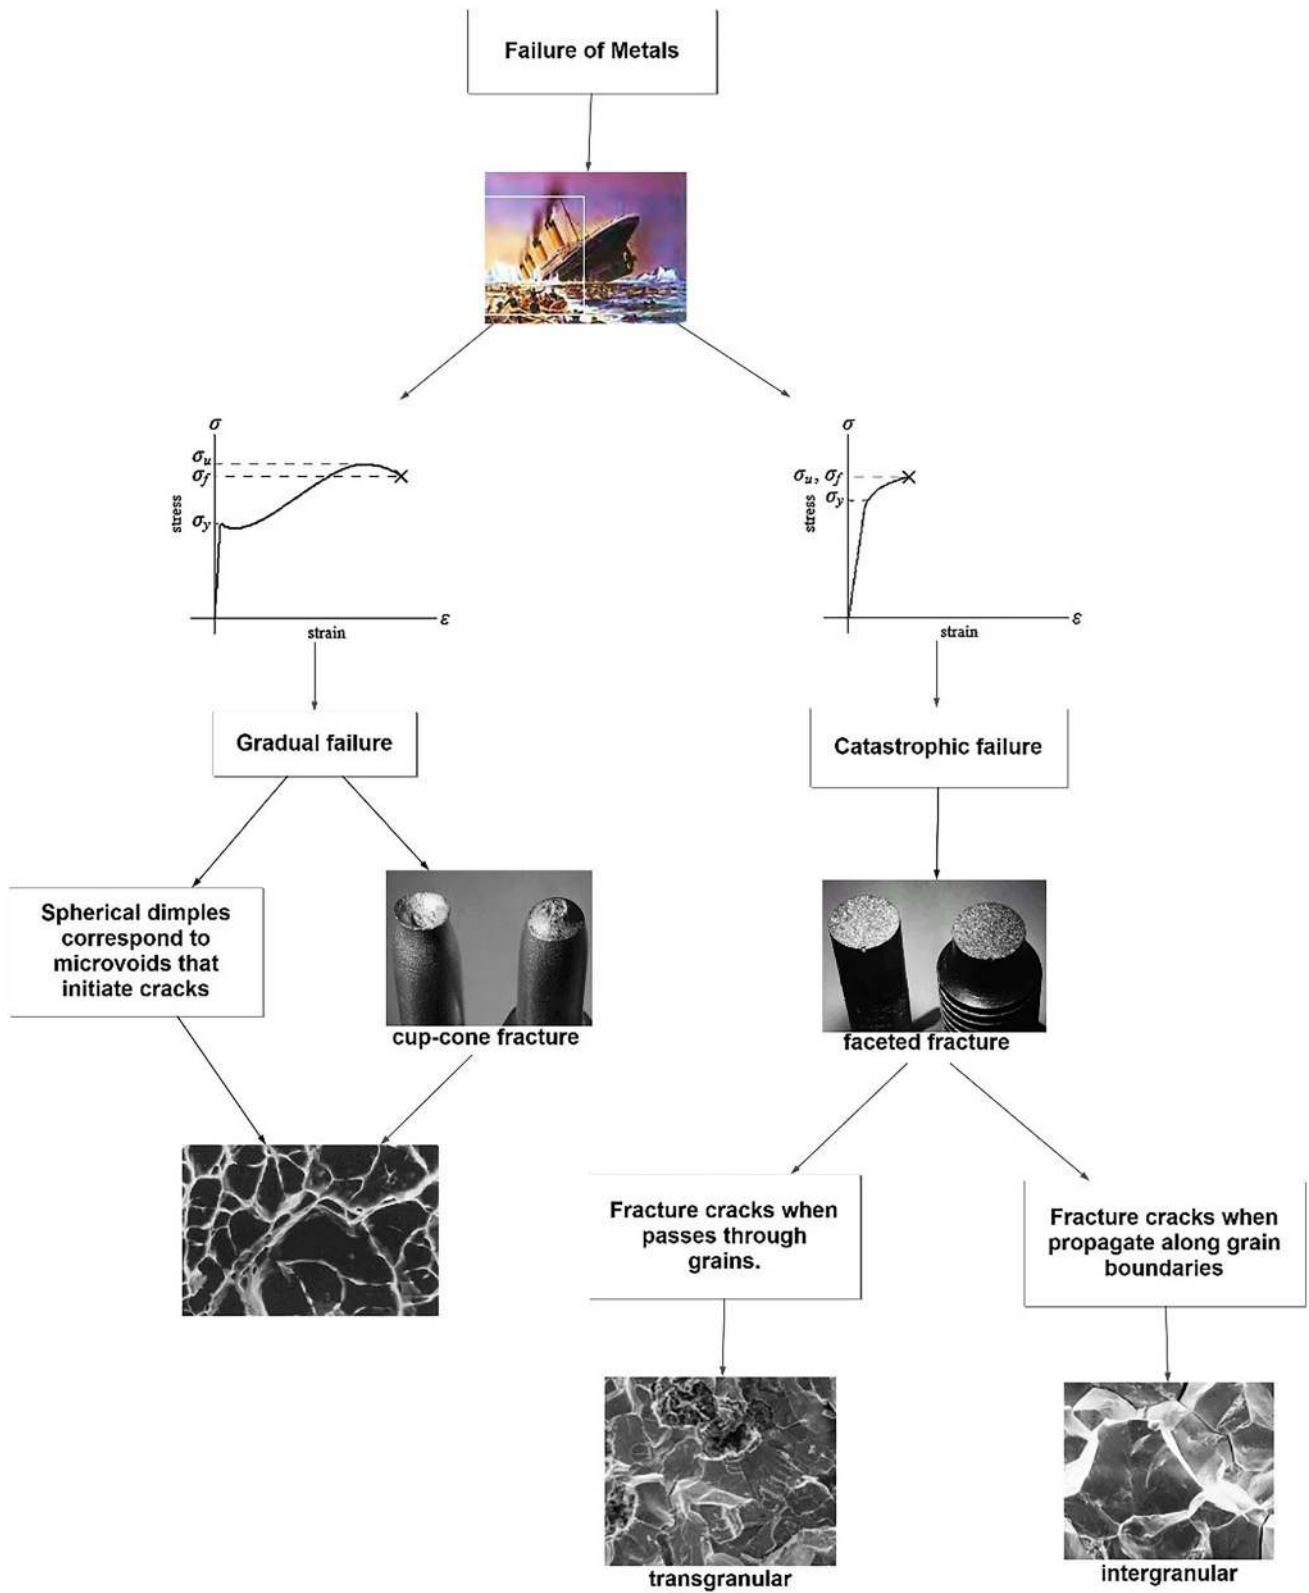 Failure of Metals
σ
σu
σf
stress
σy
ε
strain
σ
σu, σf
σy
stress
ε
strain
Gradual failure
Catastrophic failure
Spherical dimples
correspond to
microvoids that
initiate cracks
cup-cone fracture
faceted fracture
Fracture cracks when
passes through
grains.
Fracture cracks when
propagate along grain
boundaries
transgranular
intergranular